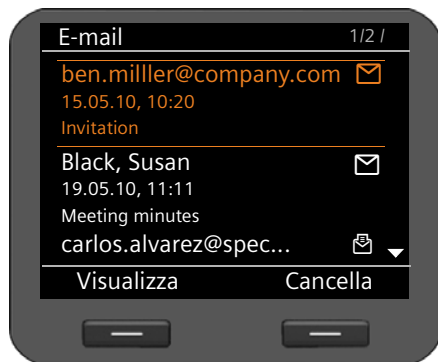 E-mail 1/2 /
ben.milller@company.com
15.05.10, 10:20
Invitation
Black, Susan
19.05.10, 11:11
Meeting minutes
carlos.alvarez@spec...
Visualizza Cancella